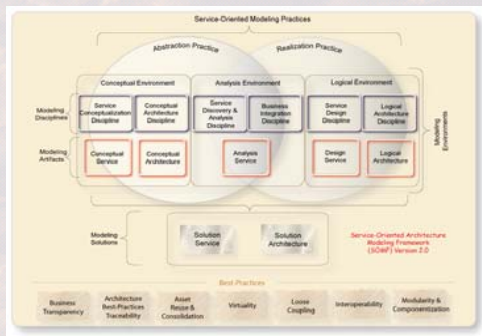 Service-Oriented Modeling Practices
Abstraction Practice
Realization Practice
Conceptual Environment
Analysis Environment
Logical Environment
Modeling
Disciplines
Service
Conceptualization
Discipline
Conceptual
Architecture
Discipline
Service
Discovery &
Analysis
Discipline
Business
Integration
Discipline
Service
Design
Discipline
Logical
Architecture
Discipline
Modeling
Environments
Modeling
Artifacts
Conceptual
Service
Conceptual
Architecture
Analysis
Service
Design
Service
Logical
Architecture
Modeling
Solutions
Solution
Service
Solution
Architecture
Service-Oriented Architecture
Modeling Framework
(SOMF) Version 2.0
Best-Practices
Business
Transparency
Architecture
Best-Practices
Traceability
Asset
Reuse &
Consolidation
Virtuality
Loose
Coupling
Interoperability
Modularity &
Componentization